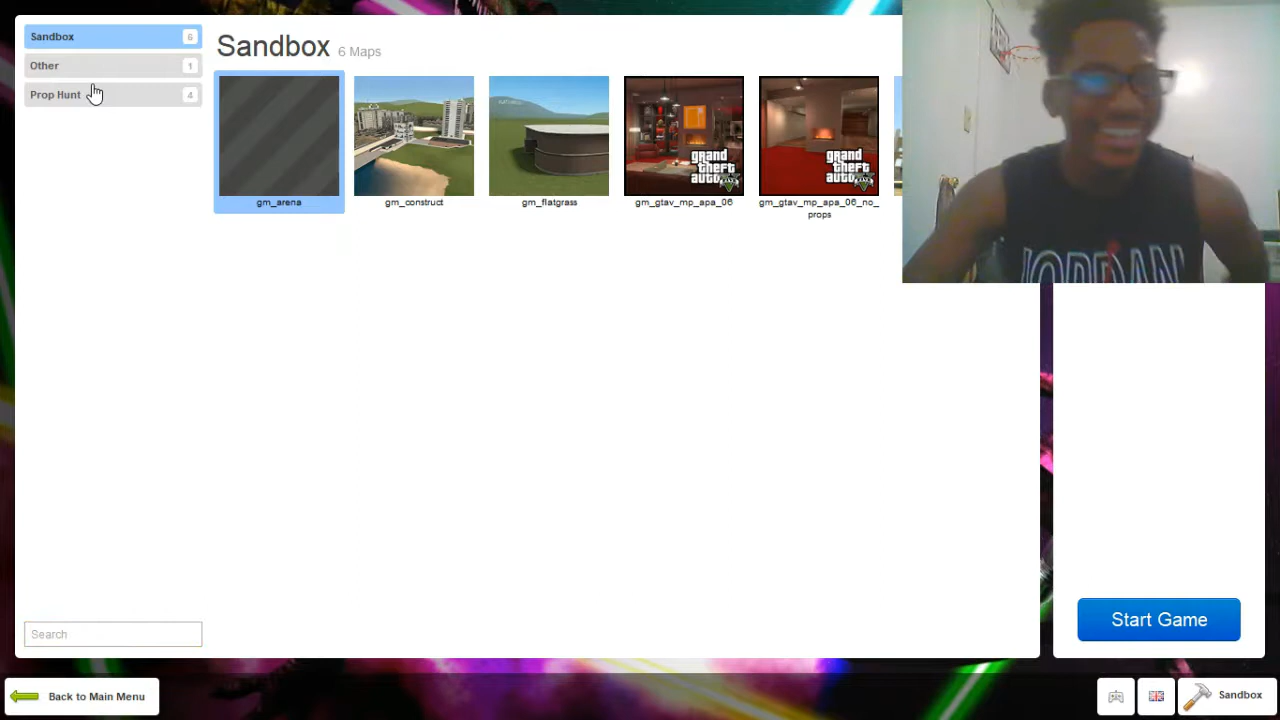 Sandbox 6
Other 1
Prop Hunt 4
Sandbox 6 Maps
gm_arena
gm_construct
gm_flatgrass
grand
theft
auto
V
gm_gtav_mp_apa_06
grand
theft
auto
V
gm_gtav_mp_apa_06_no_
props
JORDAN
Search
Start Game
Back to Main Menu
Sandbox